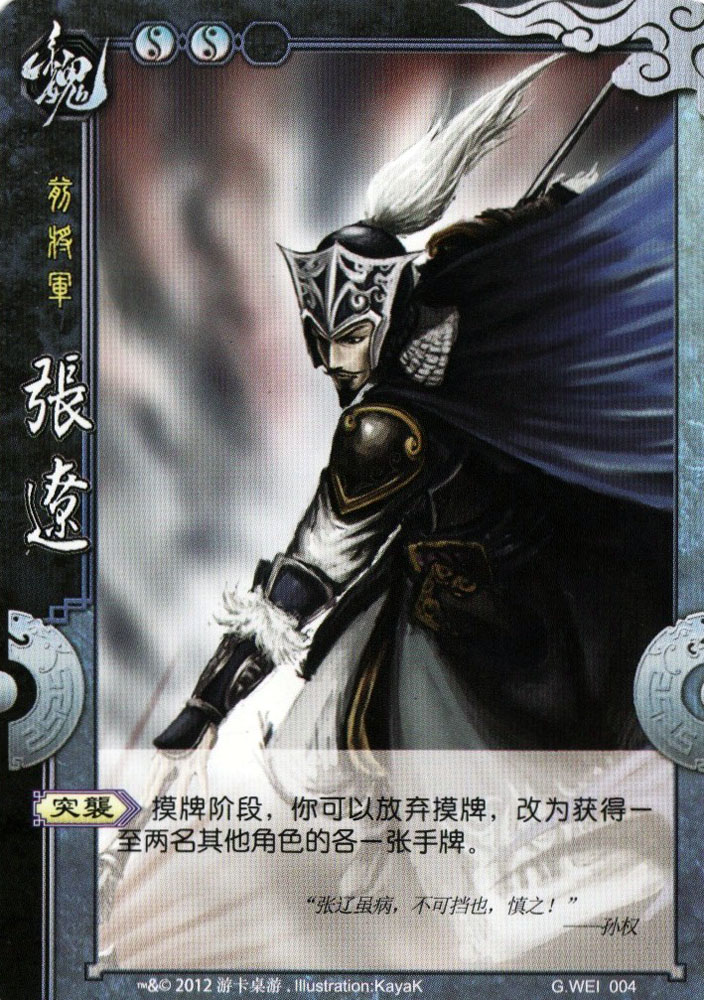 魏
前將軍
張遼
突襲 摸牌阶段，你可以放弃摸牌，改为获得一
至两名其他角色的各一张手牌。
“张辽虽病，不可挡也，慎之！”
——孙权
™&© 2012 游卡桌游 . Illustration:KayaK G.WEI 004